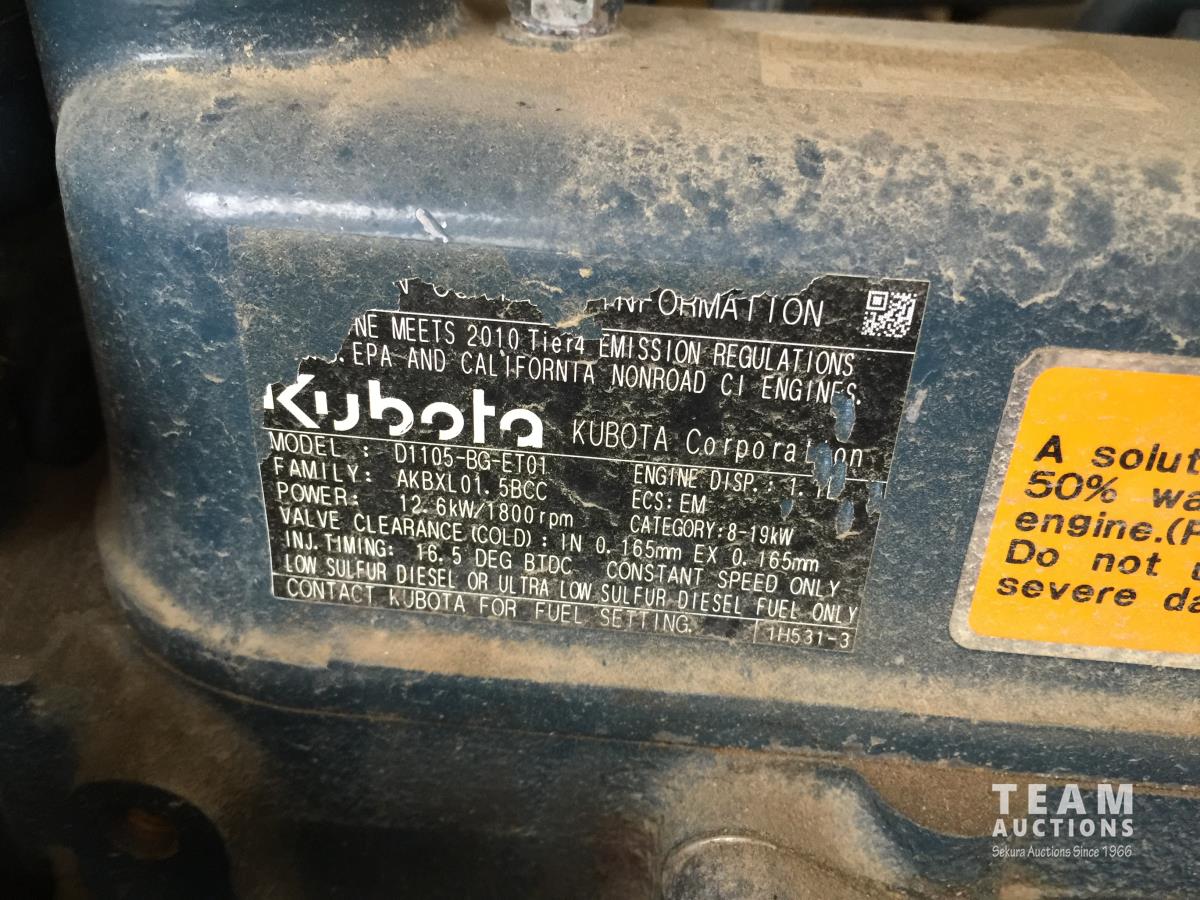 INFORMATION
NE MEETS 2010 Tier4 EMISSION REGULATIONS
EPA AND CALIFORNIA NONROAD CI ENGINES.
Kubota KUBOTA Corporation
MODEL : D1105-BG-ET01 ENGINE DISP.: 1.1
FAMILY: AKBXL01.5BCC ECS: EM
POWER: 12.6kW/1800rpm CATEGORY:8-19kW
VALVE CLEARANCE(COLD): IN 0.165mm EX 0.165mm
INJ.TIMING: 16.5 DEG BTDC CONSTANT SPEED ONLY
LOW SULFUR DIESEL OR ULTRA LOW SULFUR DIESEL FUEL ONLY
CONTACT KUBOTA FOR FUEL SETTING. 1H531-3
A solut
50% wa
engine.(P
Do not
severe da
TEAM
AUCTIONS
Sekura Auctions Since 1966